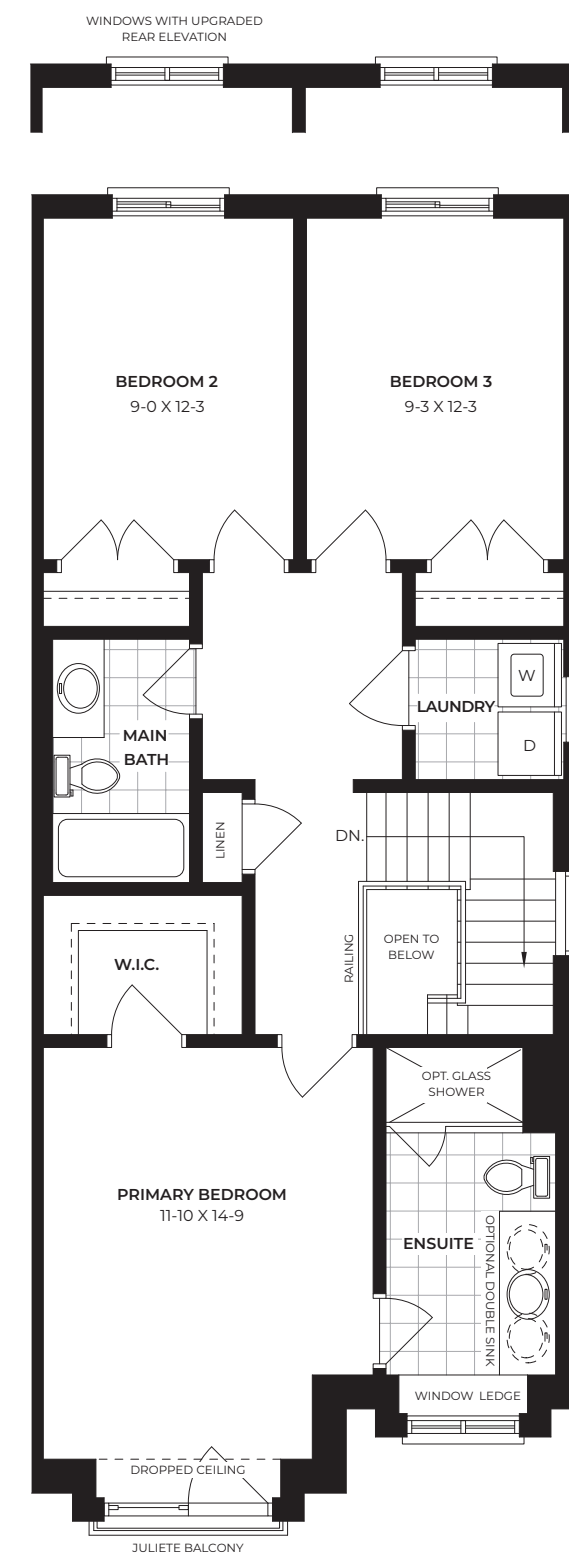 WINDOWS WITH UPGRADED
REAR ELEVATION
BEDROOM 2
9-0 X 12-3
BEDROOM 3
9-3 X 12-3
MAIN
BATH
LAUNDRY
W
D
LINEN
DN.
RAILING
OPEN TO
BELOW
W.I.C.
OPT. GLASS
SHOWER
PRIMARY BEDROOM
11-10 X 14-9
ENSUITE
OPTIONAL DOUBLE SINK
WINDOW LEDGE
DROPPED CEILING
JULIETE BALCONY